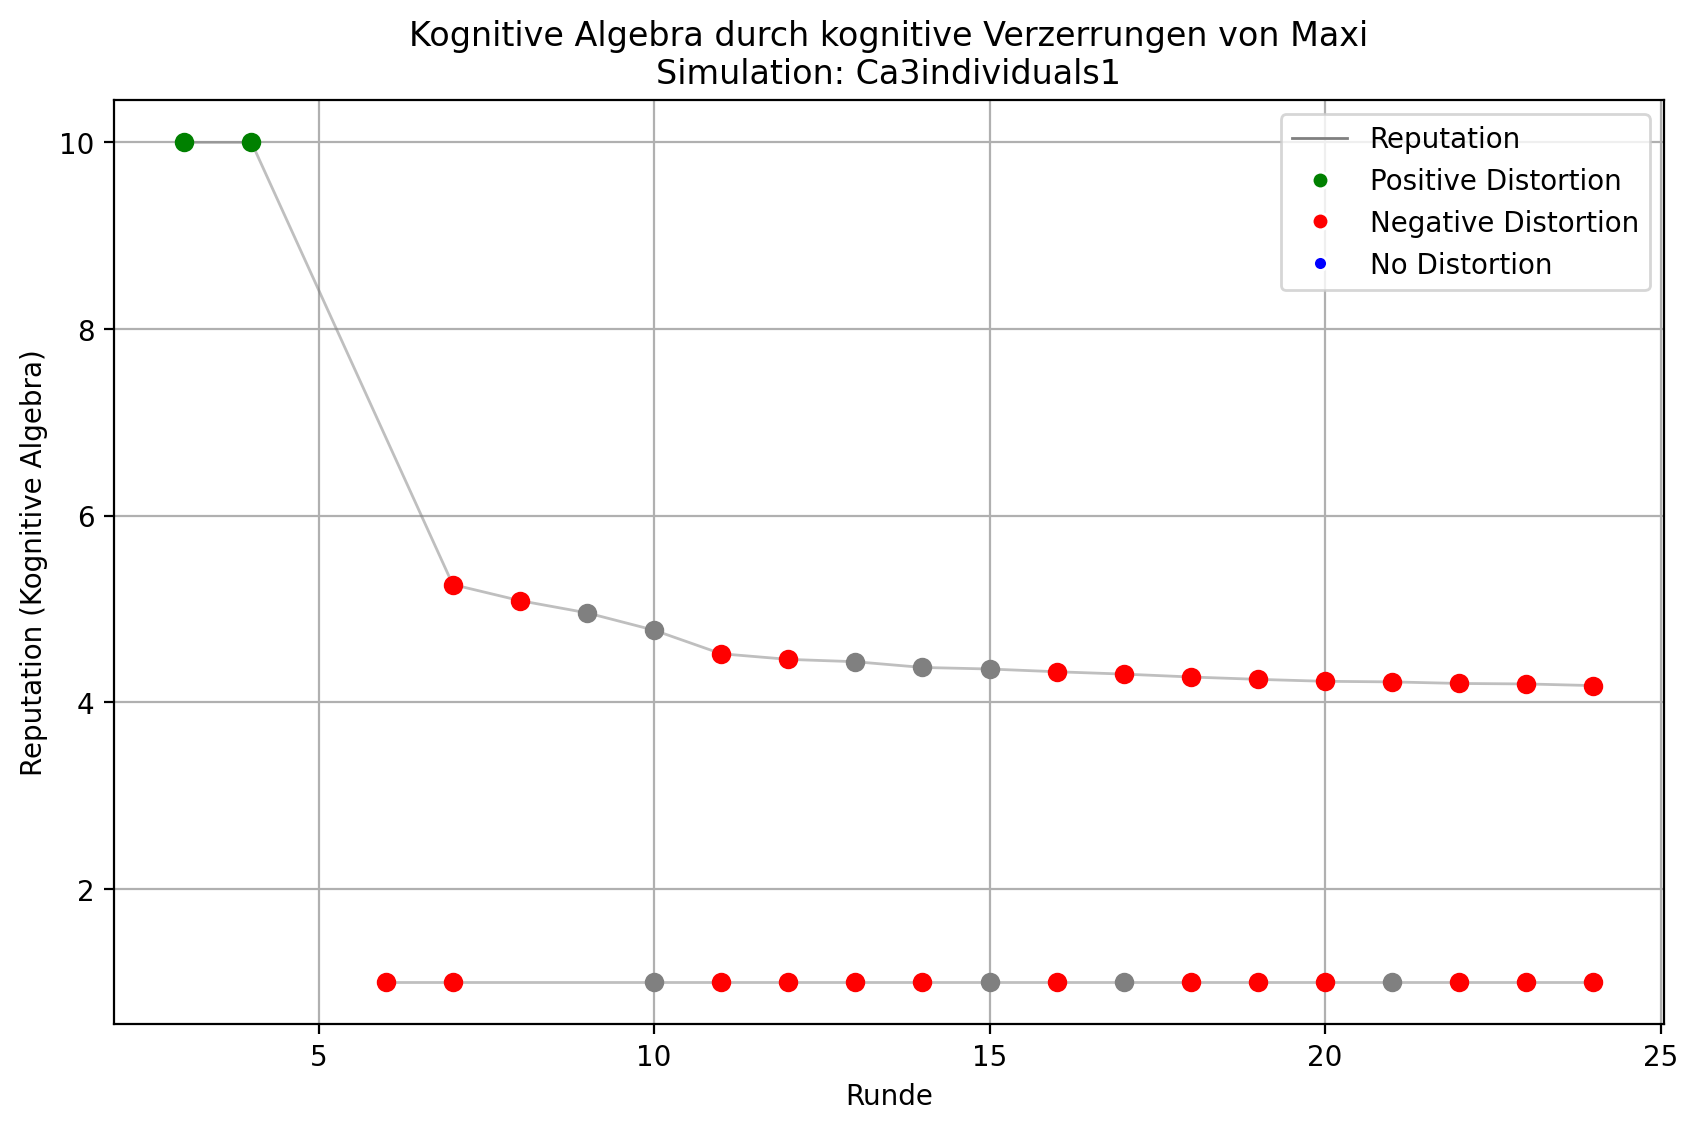 Kognitive Algebra durch kognitive Verzerrungen von Maxi
Simulation: Ca3individuals1
Reputation
Positive Distortion
Negative Distortion
No Distortion
Reputation (Kognitive Algebra)
10
8
6
4
2
5
10
15
20
25
Runde